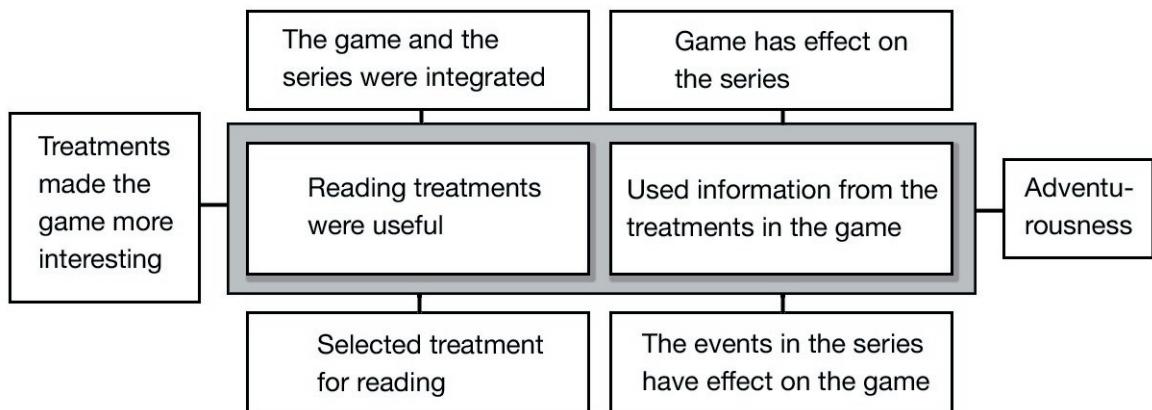 The game and the
series were integrated
Game has effect on
the series
Treatments
made the
game more
interesting
Reading treatments
were useful
Used information from the
treatments in the game
Adventu-
rousness
Selected treatment
for reading
The events in the series
have effect on the game